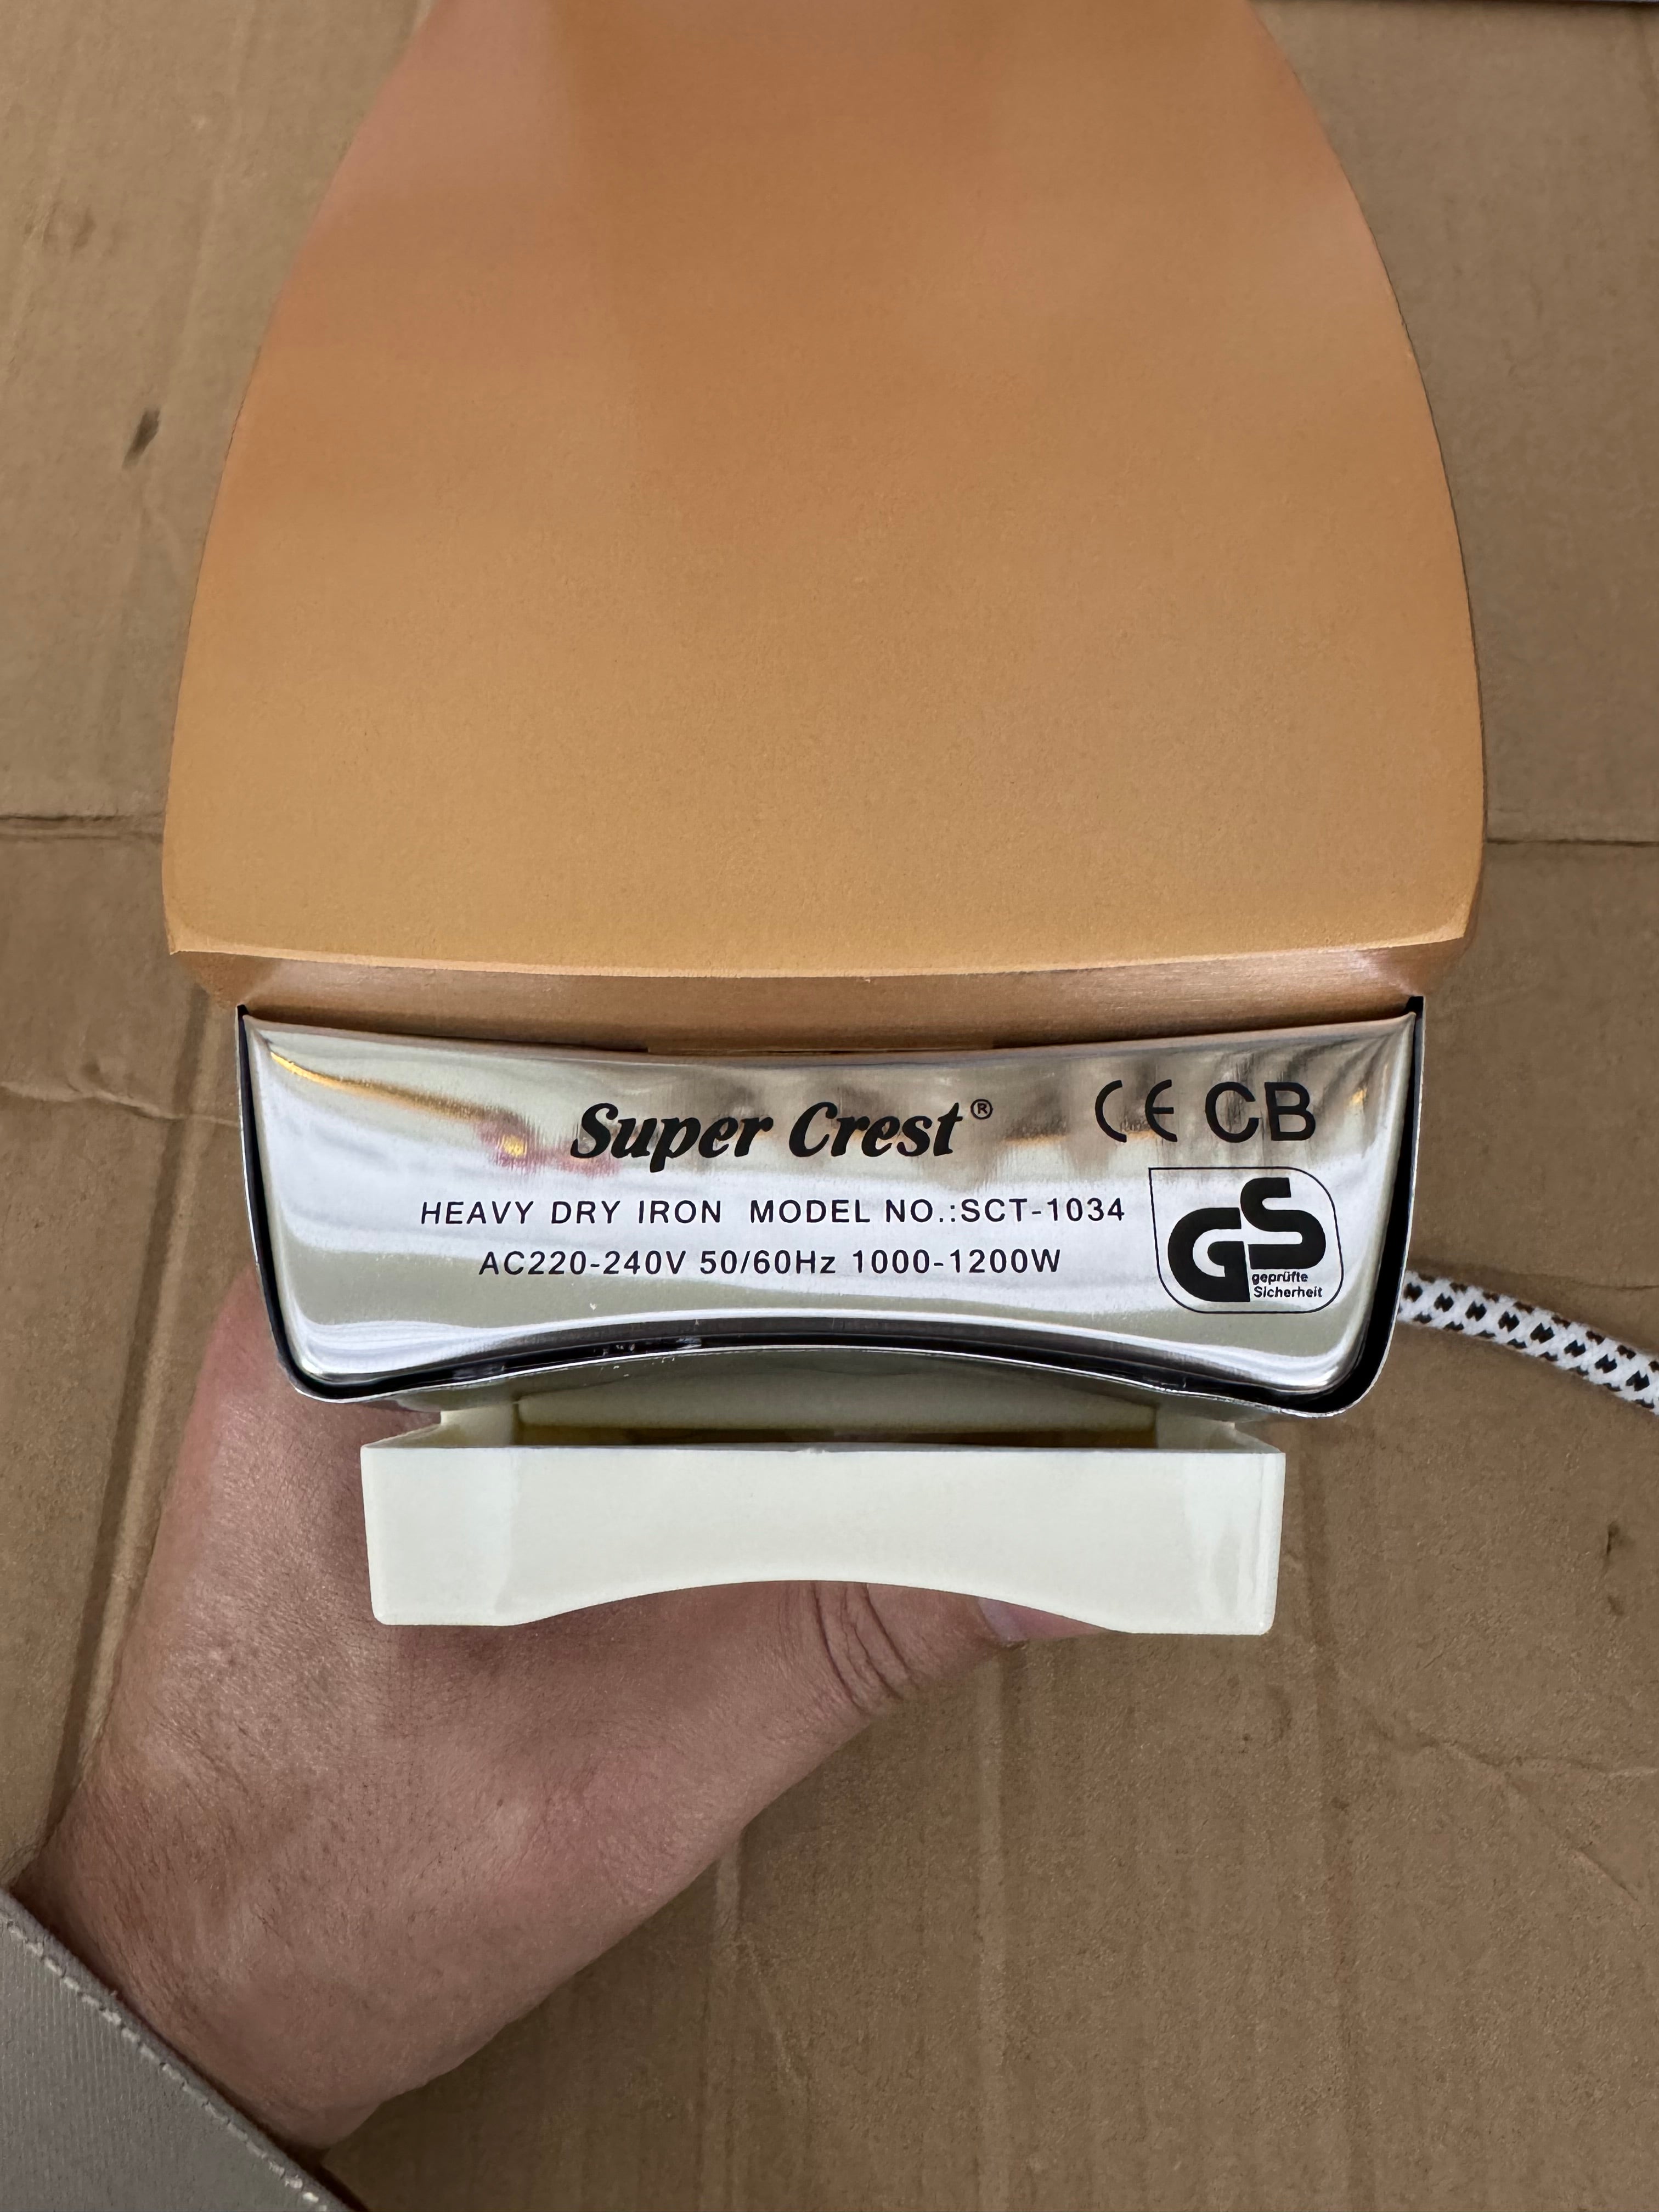 Super Crest®
CE CB
HEAVY DRY IRON MODEL NO.:SCT-1034
AC220-240V 50/60Hz 1000-1200W
GS
geprüfte
Sicherheit